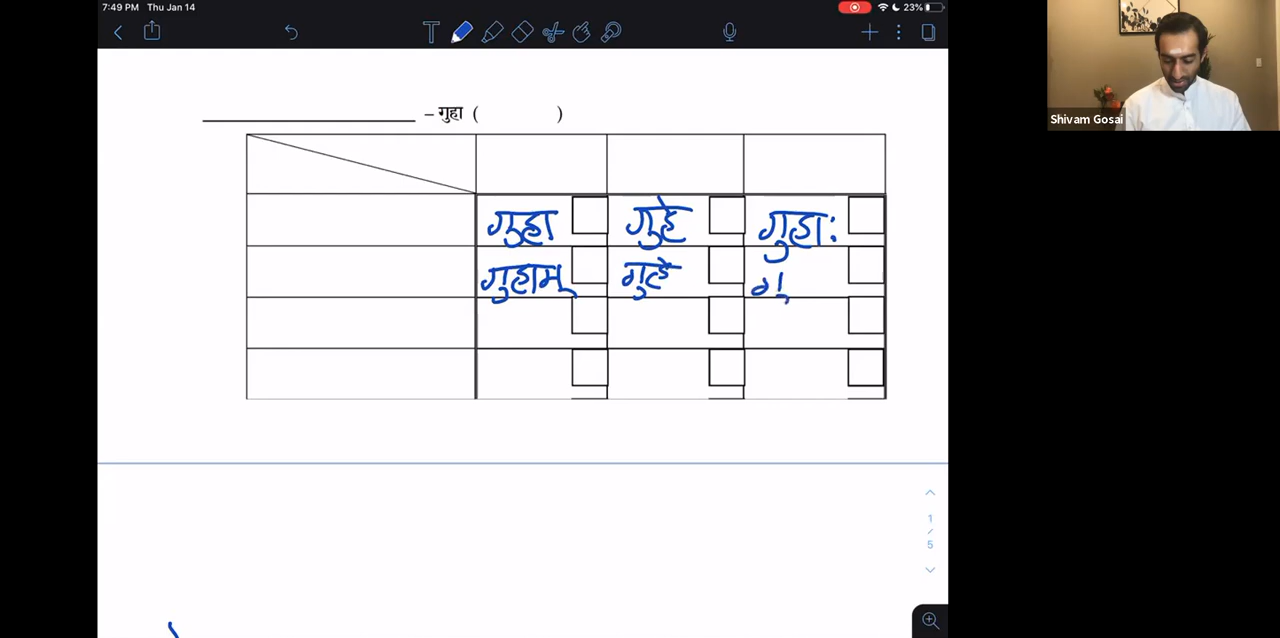 7:49 PM Thu Jan 14
23%
Shivam Gosai
– गुहा ( )
गुहा गुहे गुहाः
गुहाम् गुहे गु
1
/
5